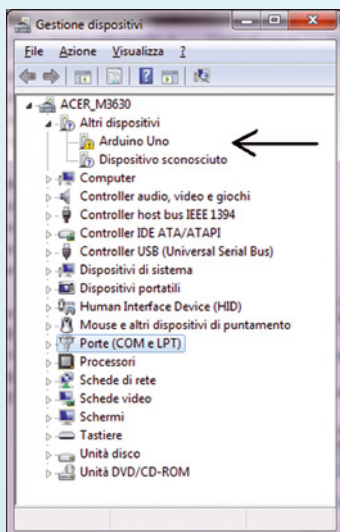 Gestione dispositivi
File Azione Visualizza ?
ACER_M3630
Altri dispositivi
Arduino Uno
Dispositivo sconosciuto
Computer
Controller audio, video e giochi
Controller host bus IEEE 1394
Controller IDE ATA/ATAPI
Controller USB (Universal Serial Bus)
Dispositivi di sistema
Dispositivi portatili
Human Interface Device (HID)
Mouse e altri dispositivi di puntamento
Porte (COM e LPT)
Processori
Schede di rete
Schede video
Schermi
Tastiere
Unità disco
Unità DVD/CD-ROM